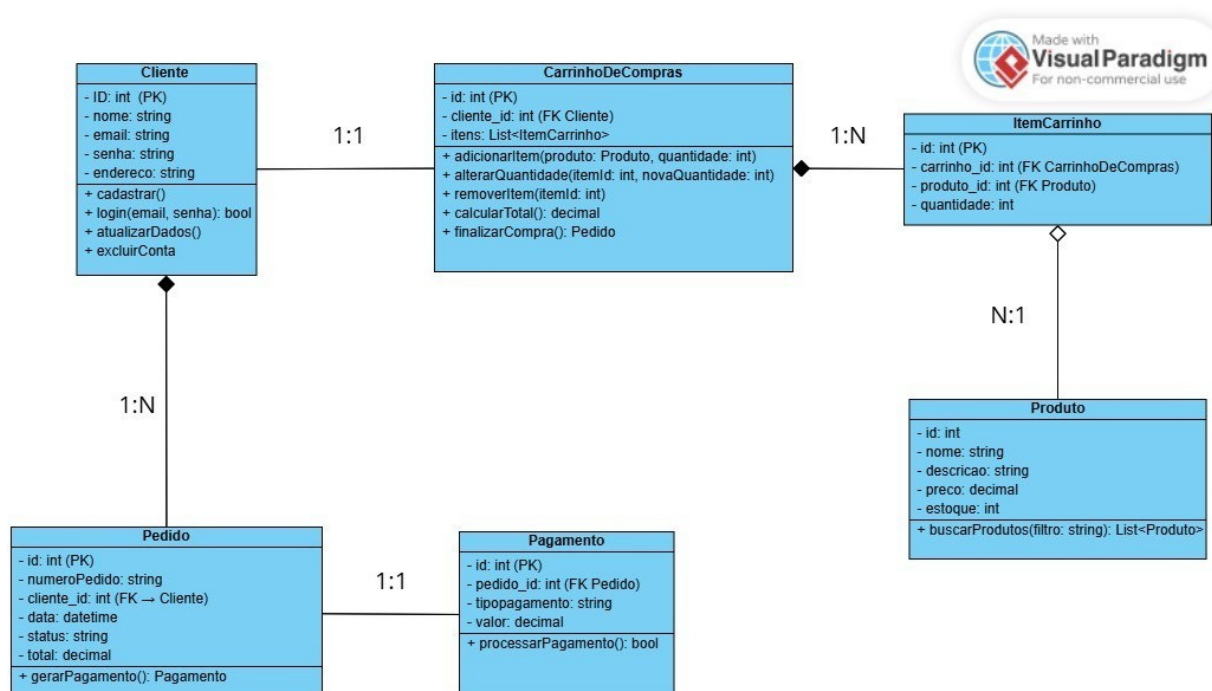 Made with
Visual Paradigm
For non-commercial use
Cliente
- ID: int (PK)
- nome: string
- email: string
- senha: string
- endereco: string
+ cadastrar()
+ login(email, senha): bool
+ atualizarDados()
+ excluirConta
1:1
CarrinhoDeCompras
- id: int (PK)
- cliente_id: int (FK Cliente)
- itens: List<ItemCarrinho>
+ adicionarItem(produto: Produto, quantidade: int)
+ alterarQuantidade(itemId: int, novaQuantidade: int)
+ removerItem(itemId: int)
+ calcularTotal(): decimal
+ finalizarCompra(): Pedido
1:N
ItemCarrinho
- id: int (PK)
- carrinho_id: int (FK CarrinhoDeCompras)
- produto_id: int (FK Produto)
- quantidade: int
N:1
Produto
- id: int
- nome: string
- descricao: string
- preco: decimal
- estoque: int
+ buscarProdutos(filtro: string): List<Produto>
1:N
Pedido
- id: int (PK)
- numeroPedido: string
- cliente_id: int (FK → Cliente)
- data: datetime
- status: string
- total: decimal
+ gerarPagamento(): Pagamento
1:1
Pagamento
- id: int (PK)
- pedido_id: int (FK Pedido)
- tipopagamento: string
- valor: decimal
+ processarPagamento(): bool